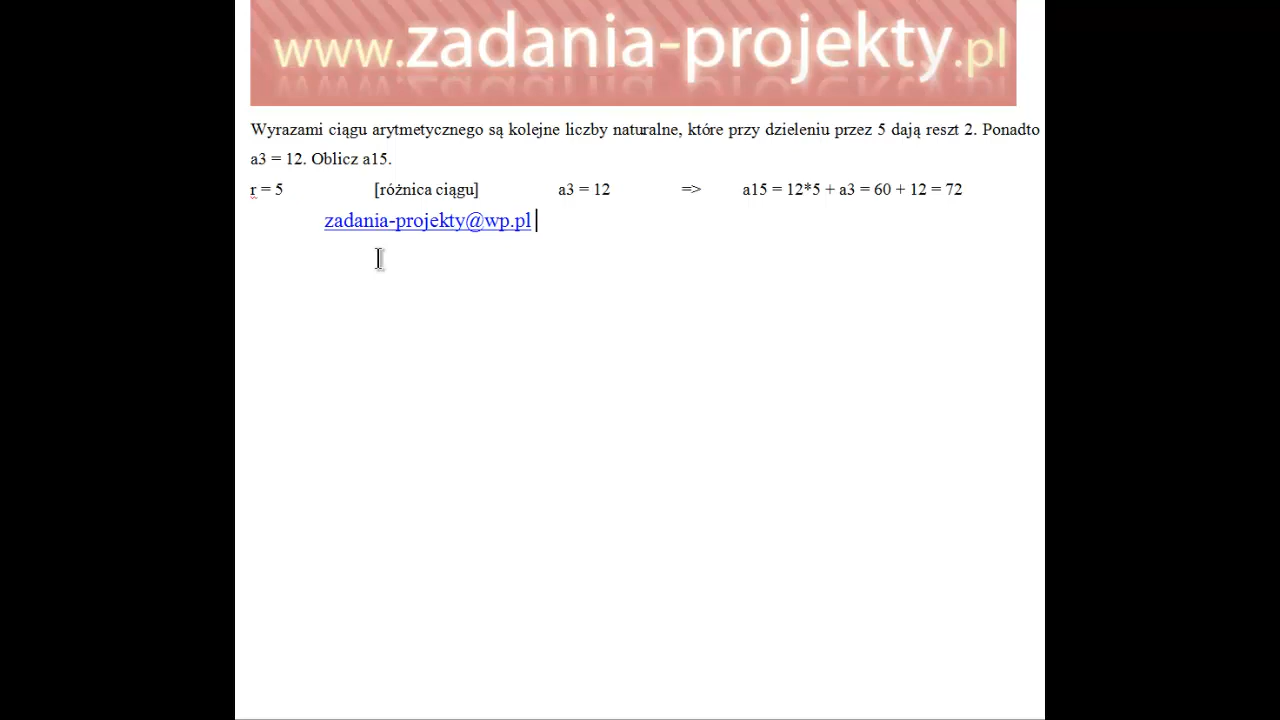 www.zadania-projekty.pl
Wyrazami ciągu arytmetycznego są kolejne liczby naturalne, które przy dzieleniu przez 5 dają reszt 2. Ponadto
a3 = 12. Oblicz a15.
r = 5 [różnica ciągu] a3 = 12 => a15 = 12*5 + a3 = 60 + 12 = 72
zadania-projekty@wp.pl